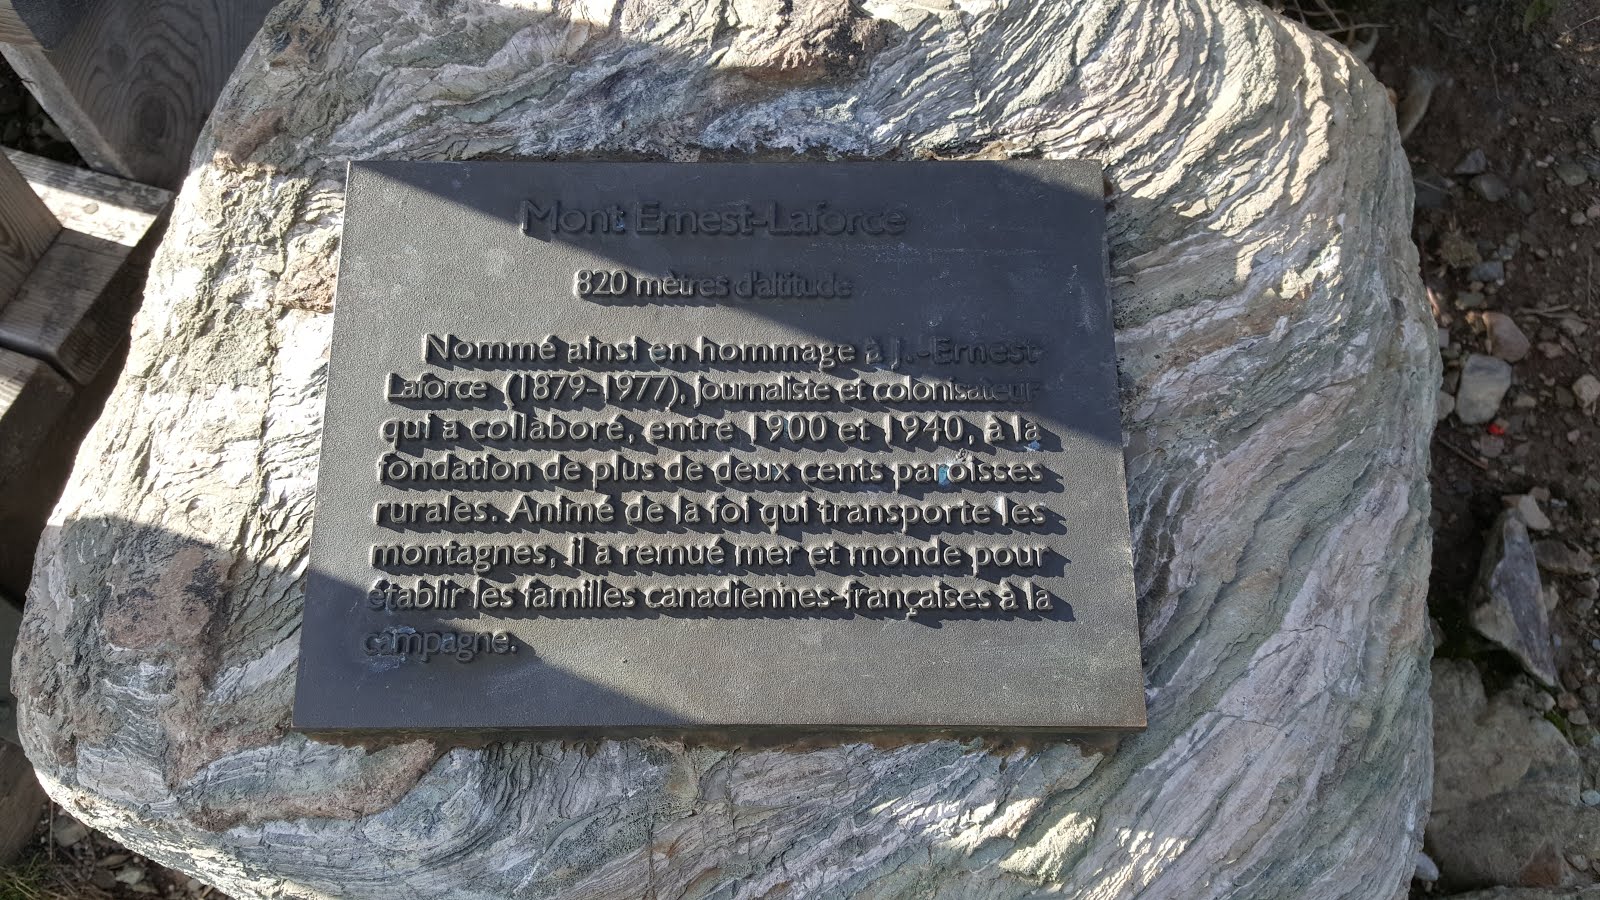 Mont Ernest-Laforce
820 mètres d'altitude
Nommé ainsi en hommage à J.-Ernest
Laforce (1879-1977), journaliste et colonisateur
qui a collaboré, entre 1900 et 1940, à la
fondation de plus de deux cents paroisses
rurales. Animé de la foi qui transporte les
montagnes, il a remué mer et monde pour
établir les familles canadiennes-françaises à la
campagne.